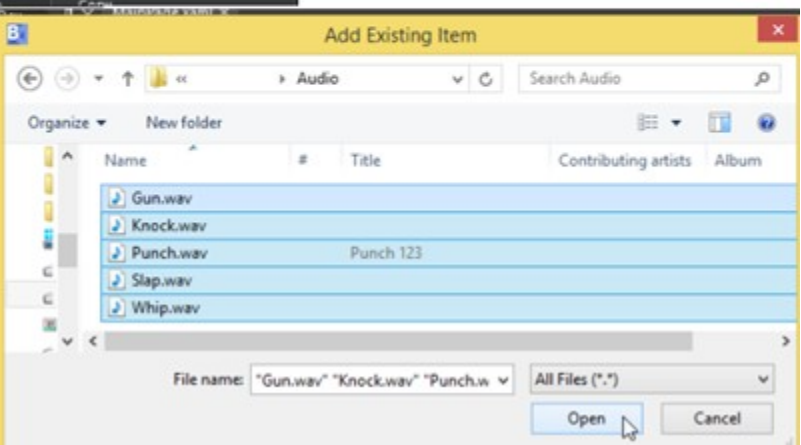 Add Existing Item
« Audio
Search Audio
Organize New folder
Name # Title Contributing artists Album
Gun.wav
Knock.wav
Punch.wav Punch 123
Slap.wav
Whip.wav
File name: "Gun.wav" "Knock.wav" "Punch.w All Files (*.*)
Open Cancel